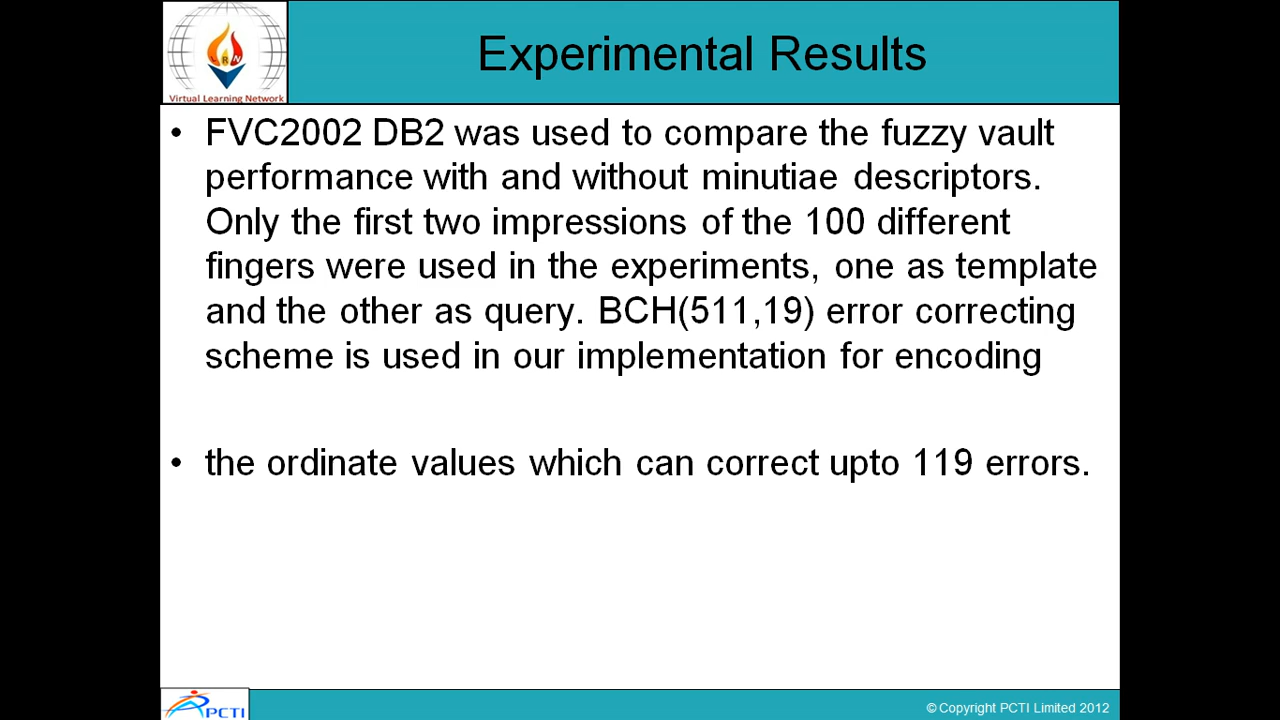 Experimental Results
Virtual Learning Network
• FVC2002 DB2 was used to compare the fuzzy vault
performance with and without minutiae descriptors.
Only the first two impressions of the 100 different
fingers were used in the experiments, one as template
and the other as query. BCH(511,19) error correcting
scheme is used in our implementation for encoding
• the ordinate values which can correct upto 119 errors.
PCTI
© Copyright PCTI Limited 2012